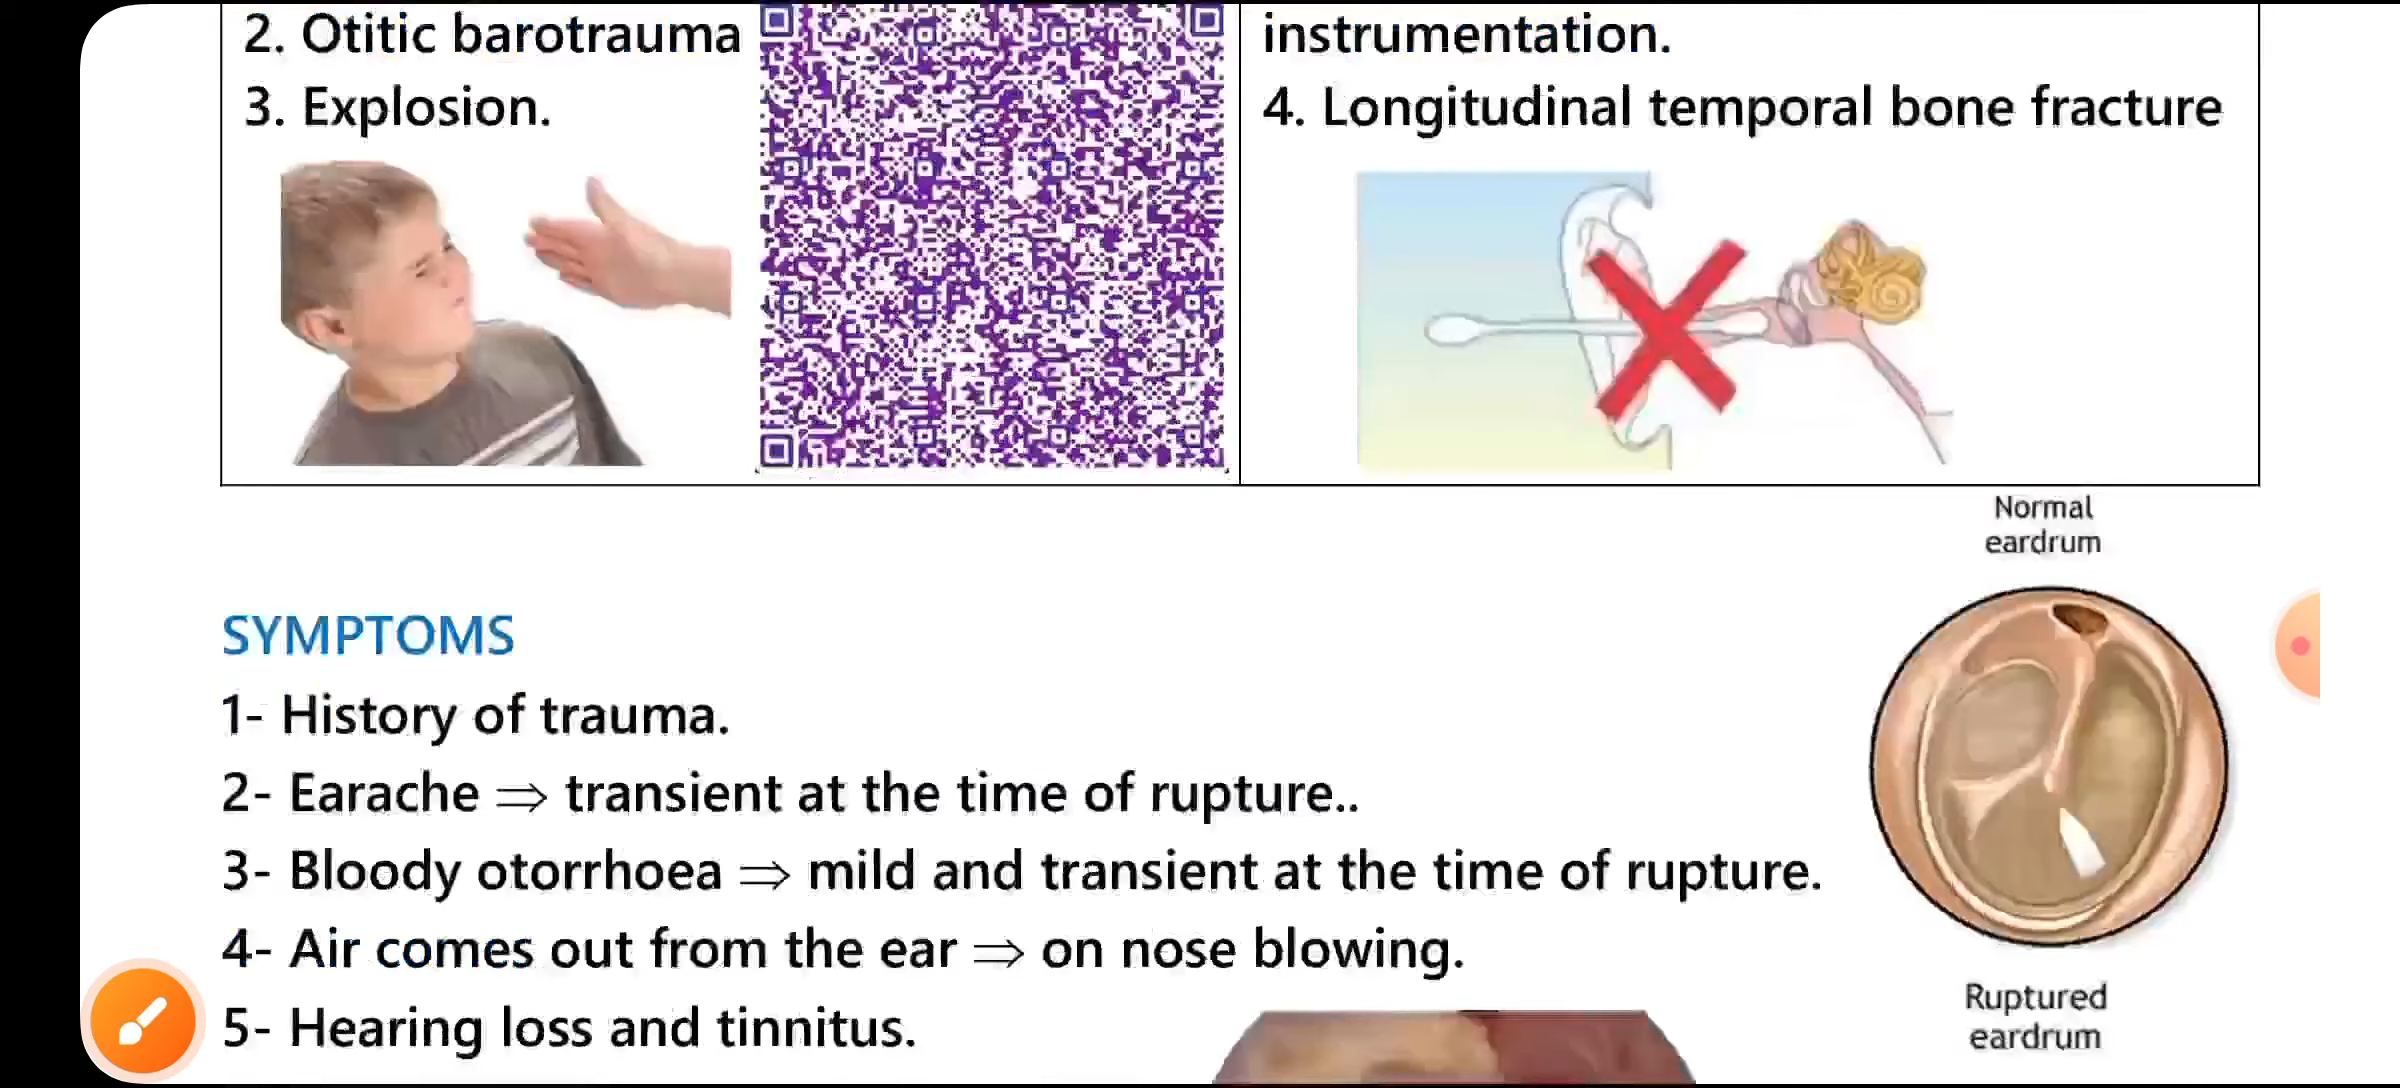 2. Otitic barotrauma
3. Explosion.
instrumentation.
4. Longitudinal temporal bone fracture
Normal
eardrum
SYMPTOMS
1- History of trauma.
2- Earache ⇒ transient at the time of rupture..
3- Bloody otorrhoea ⇒ mild and transient at the time of rupture.
4- Air comes out from the ear ⇒ on nose blowing.
5- Hearing loss and tinnitus.
Ruptured
eardrum